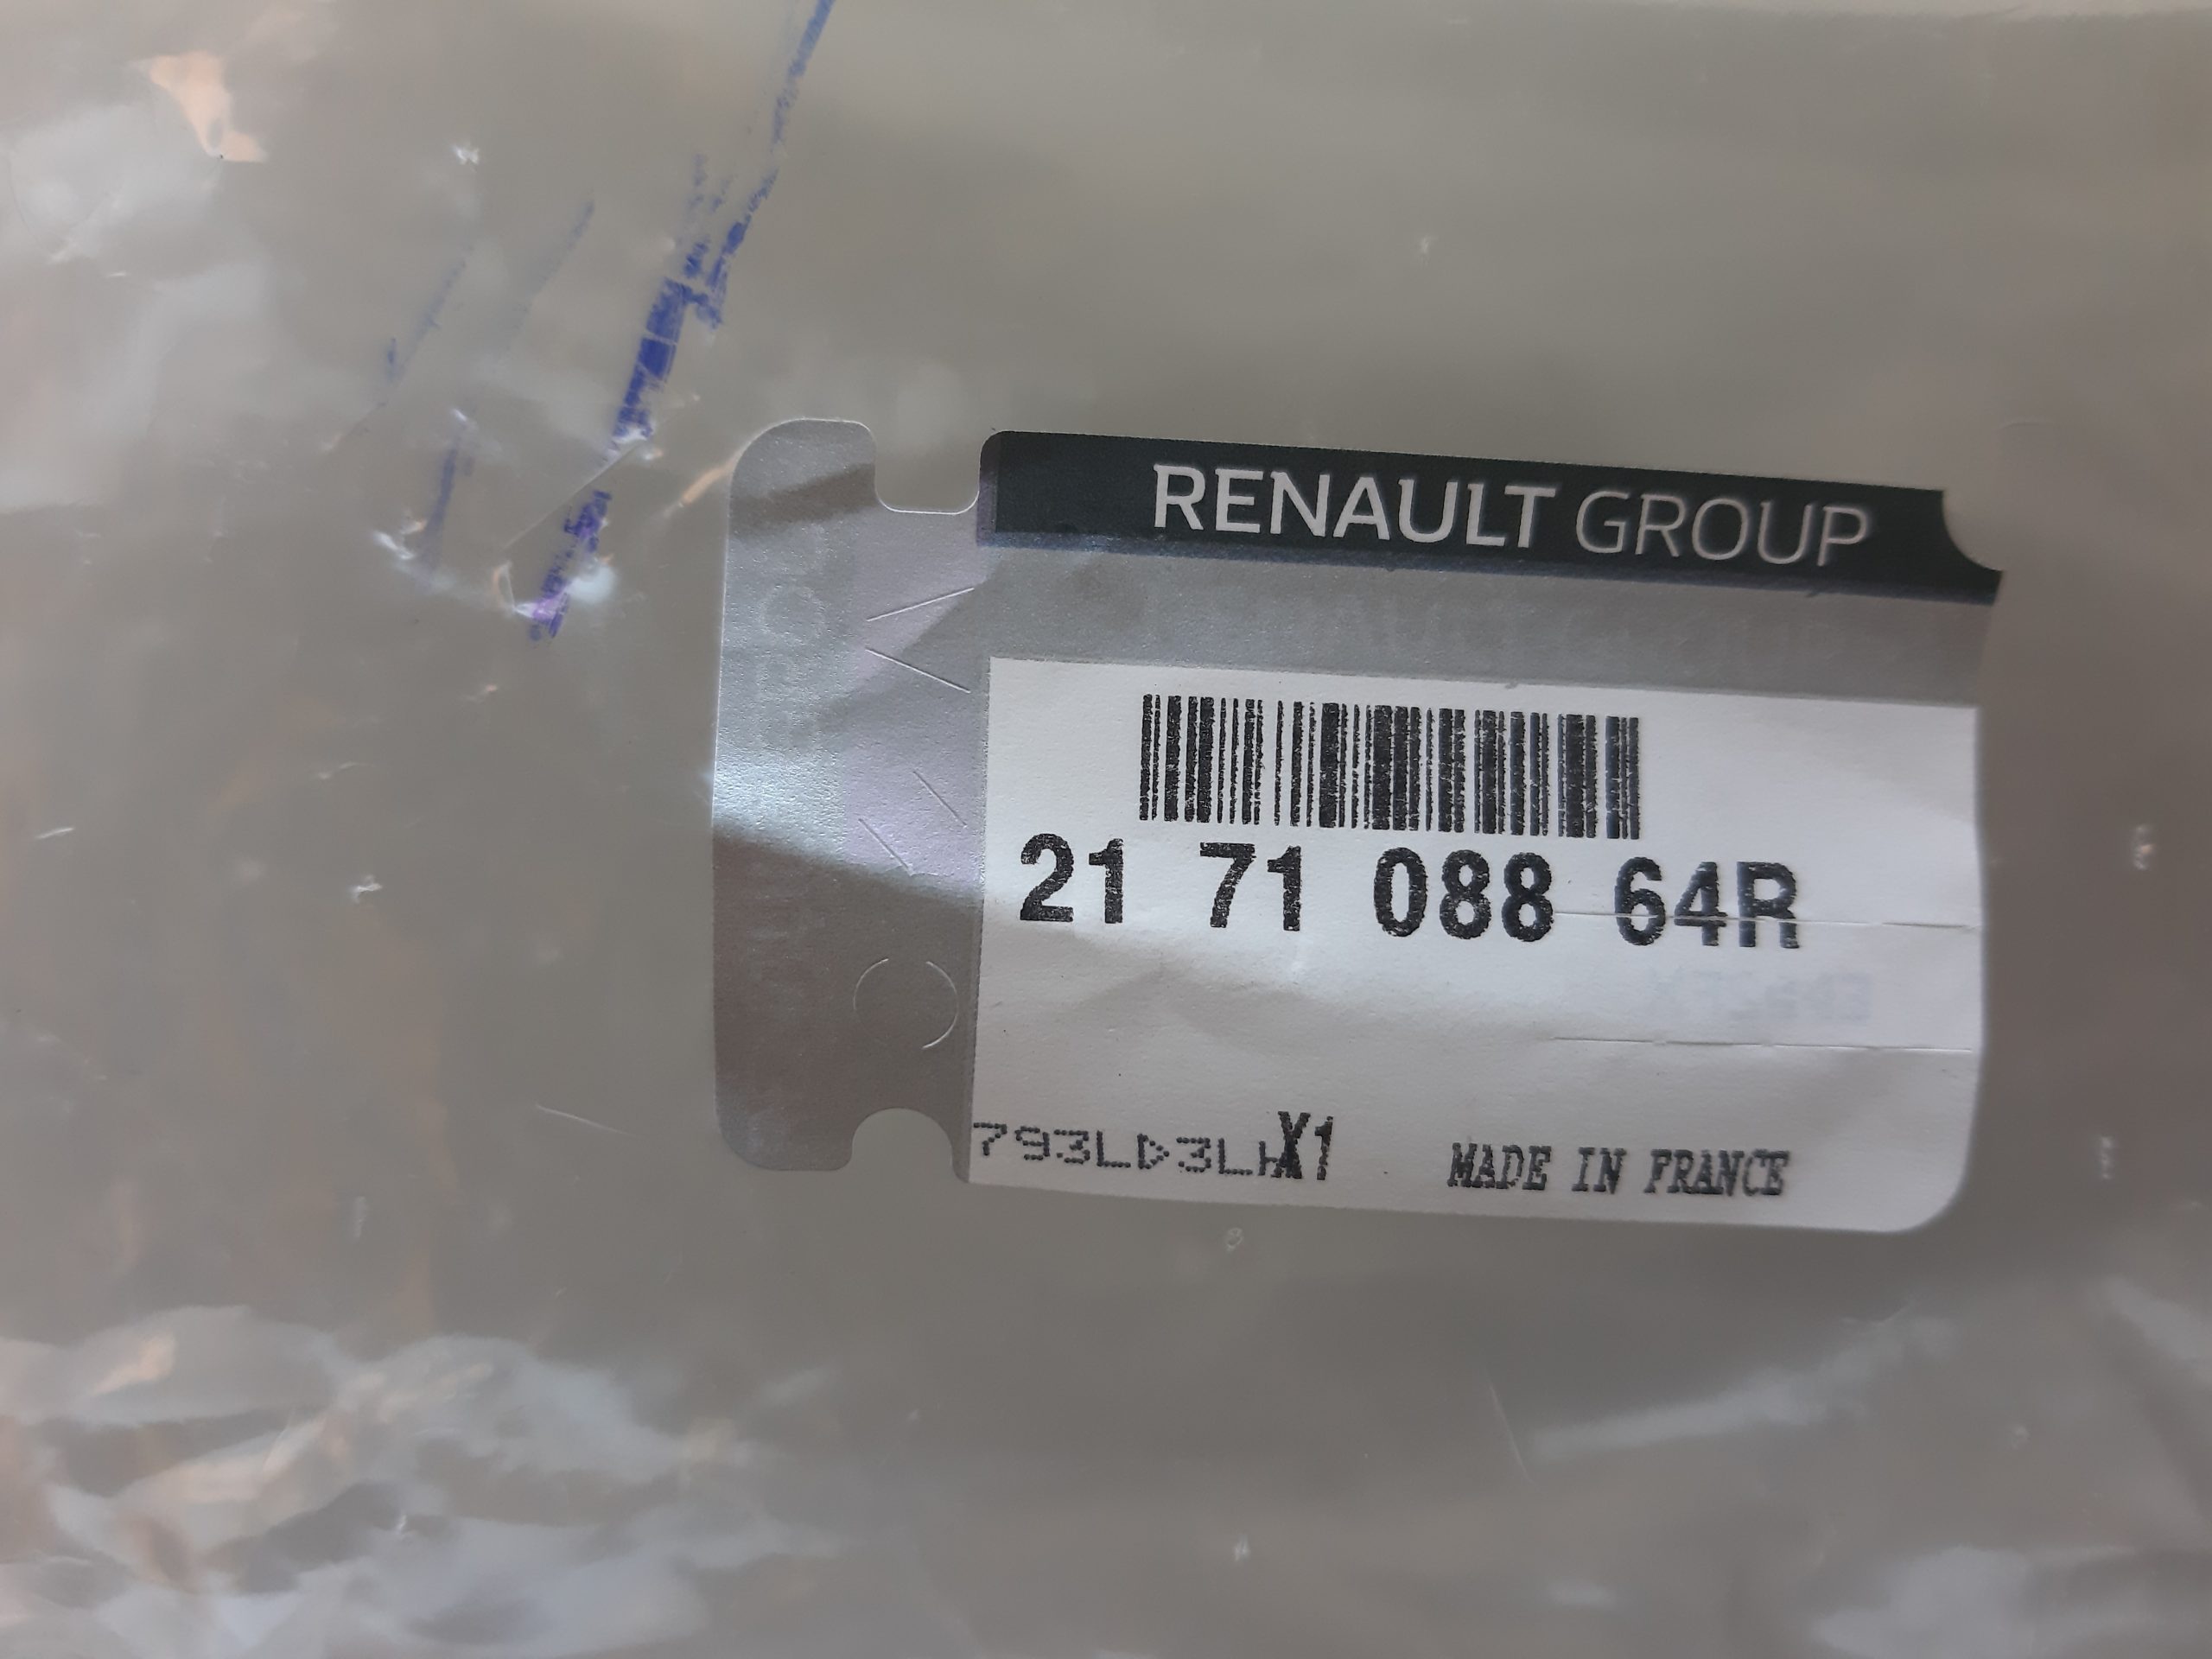 RENAULT GROUP
21 71 088 64R
X1
MADE IN FRANCE